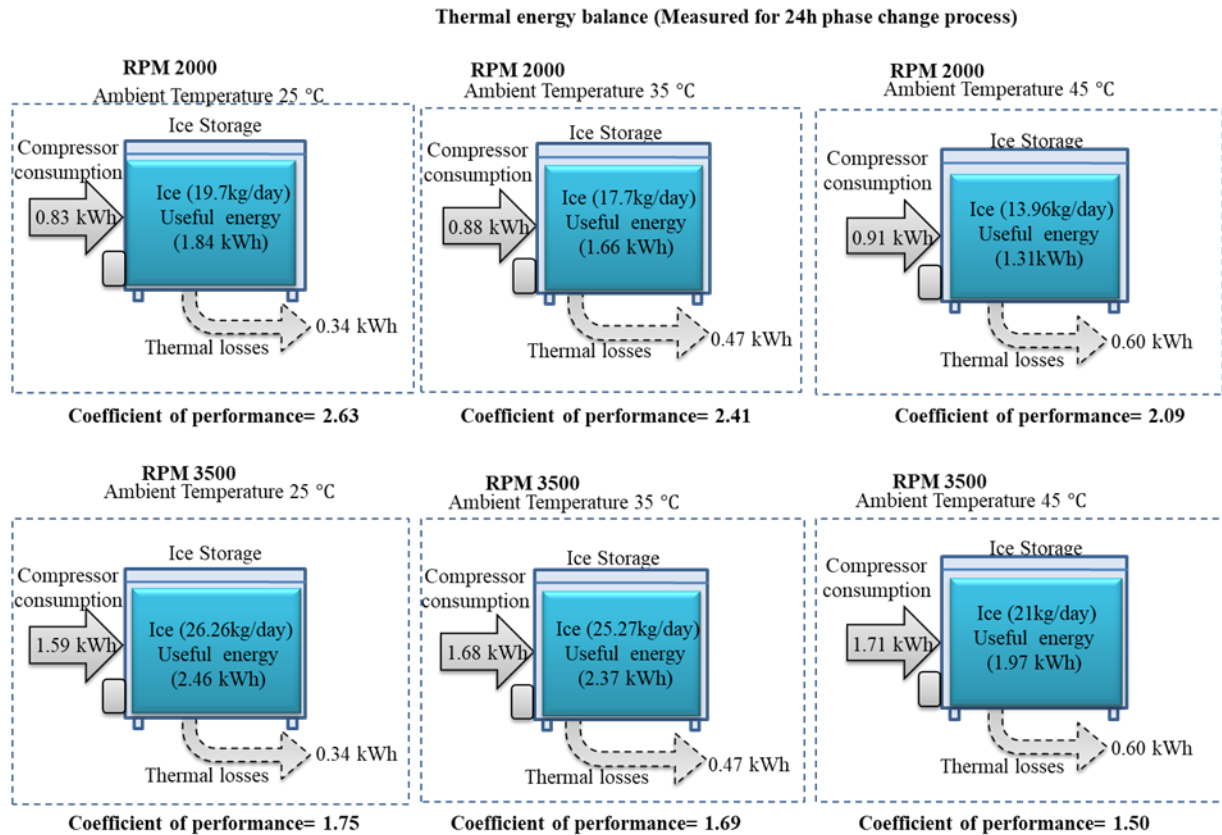 Thermal energy balance (Measured for 24h phase change process)
RPM 2000
Ambient Temperature 25 °C
Ice Storage
Compressor
consumption
0.83 kWh
Ice (19.7kg/day)
Useful energy
(1.84 kWh)
0.34 kWh
Thermal losses
Coefficient of performance= 2.63
RPM 2000
Ambient Temperature 35 °C
Ice Storage
Compressor
consumption
0.88 kWh
Ice (17.7kg/day)
Useful energy
(1.66 kWh)
0.47 kWh
Thermal losses
Coefficient of performance= 2.41
RPM 2000
Ambient Temperature 45 °C
Ice Storage
Compressor
consumption
0.91 kWh
Ice (13.96kg/day)
Useful energy
(1.31kWh)
0.60 kWh
Thermal losses
Coefficient of performance= 2.09
RPM 3500
Ambient Temperature 25 °C
Ice Storage
Compressor
consumption
1.59 kWh
Ice (26.26kg/day)
Useful energy
(2.46 kWh)
0.34 kWh
Thermal losses
Coefficient of performance= 1.75
RPM 3500
Ambient Temperature 35 °C
Ice Storage
Compressor
consumption
1.68 kWh
Ice (25.27kg/day)
Useful energy
(2.37 kWh)
0.47 kWh
Thermal losses
Coefficient of performance= 1.69
RPM 3500
Ambient Temperature 45 °C
Ice Storage
Compressor
consumption
1.71 kWh
Ice (21kg/day)
Useful energy
(1.97 kWh)
0.60 kWh
Thermal losses
Coefficient of performance= 1.50